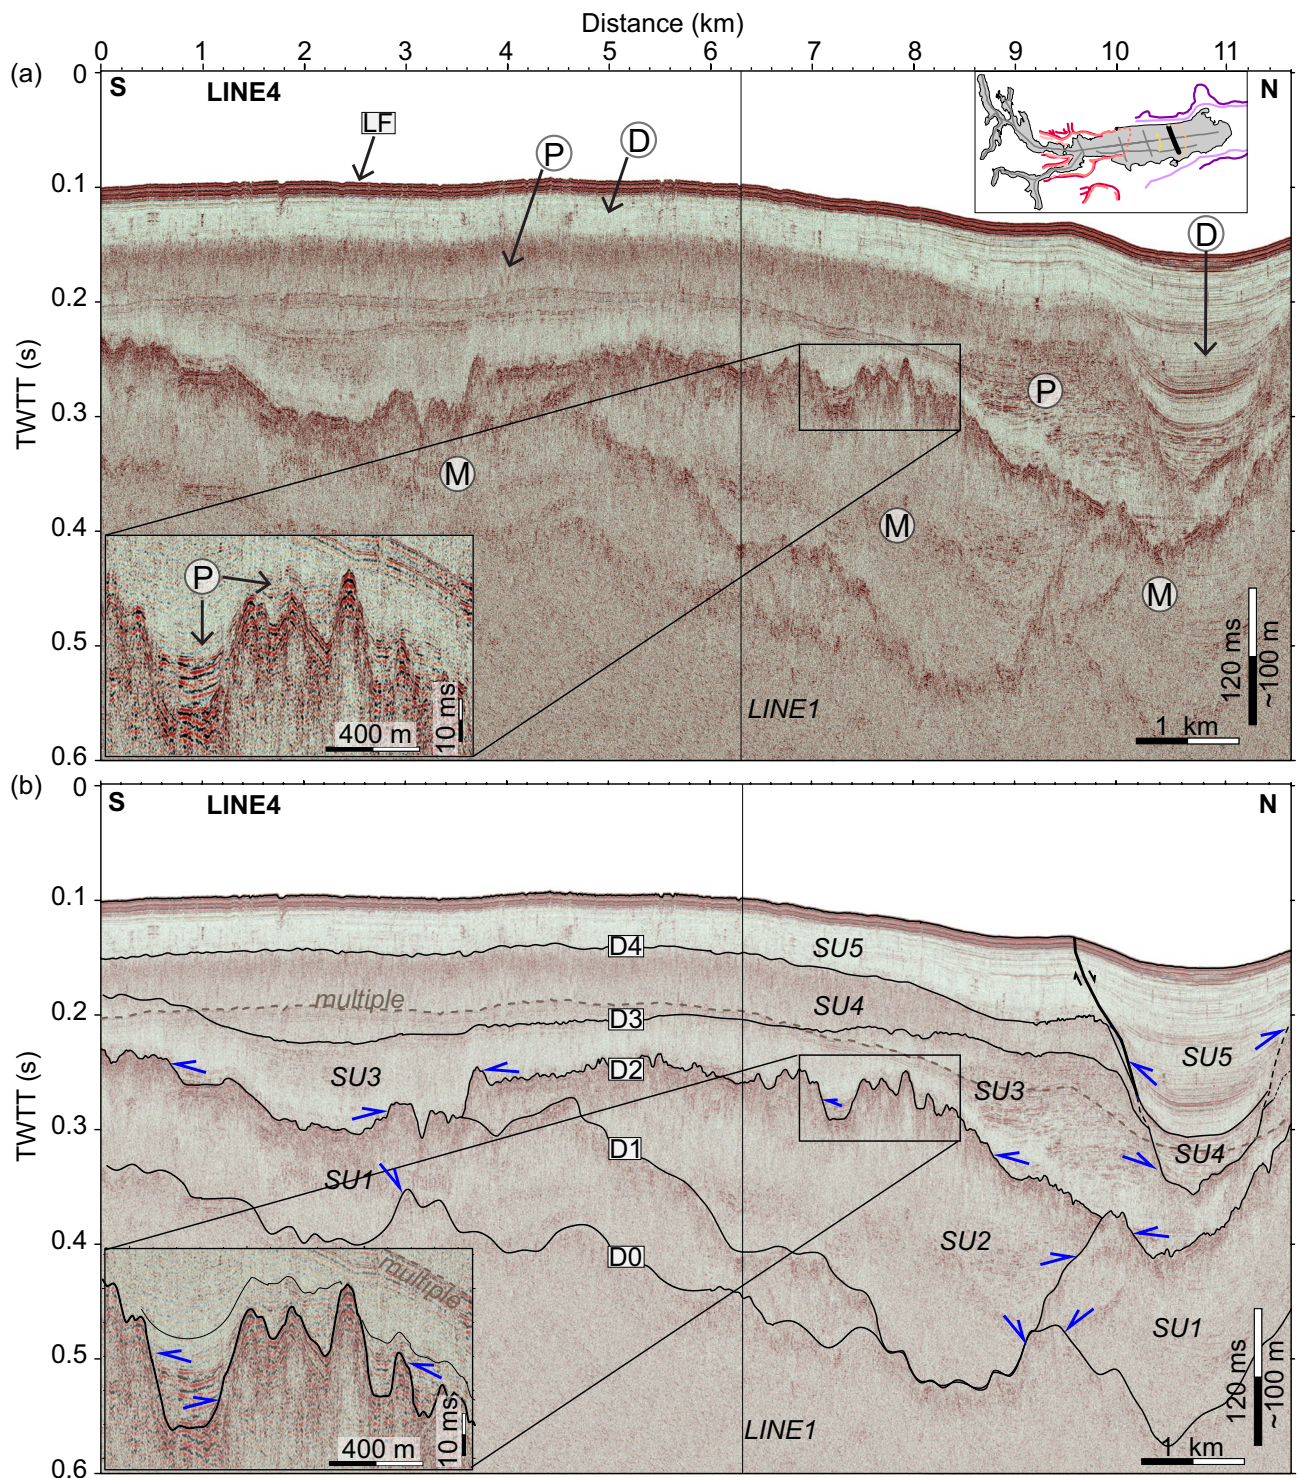 Distance (km)
0 1 2 3 4 5 6 7 8 9 10 11
(a)
S LINE4 N
LF
P
D
D
P
M
M
M
P
TWTT (s)
0
0.1
0.2
0.3
0.4
0.5
0.6
400 m
10 ms
LINE1
120 ms
~100 m
1 km
(b)
S LINE4 N
TWTT (s)
0
0.1
0.2
0.3
0.4
0.5
0.6
D4
SU5
multiple
SU4
D3
D2
SU3
SU3
SU5
SU4
D1
SU1
SU2
D0
SU1
multiple
400 m
10 ms
LINE1
120 ms
~100 m
1 km